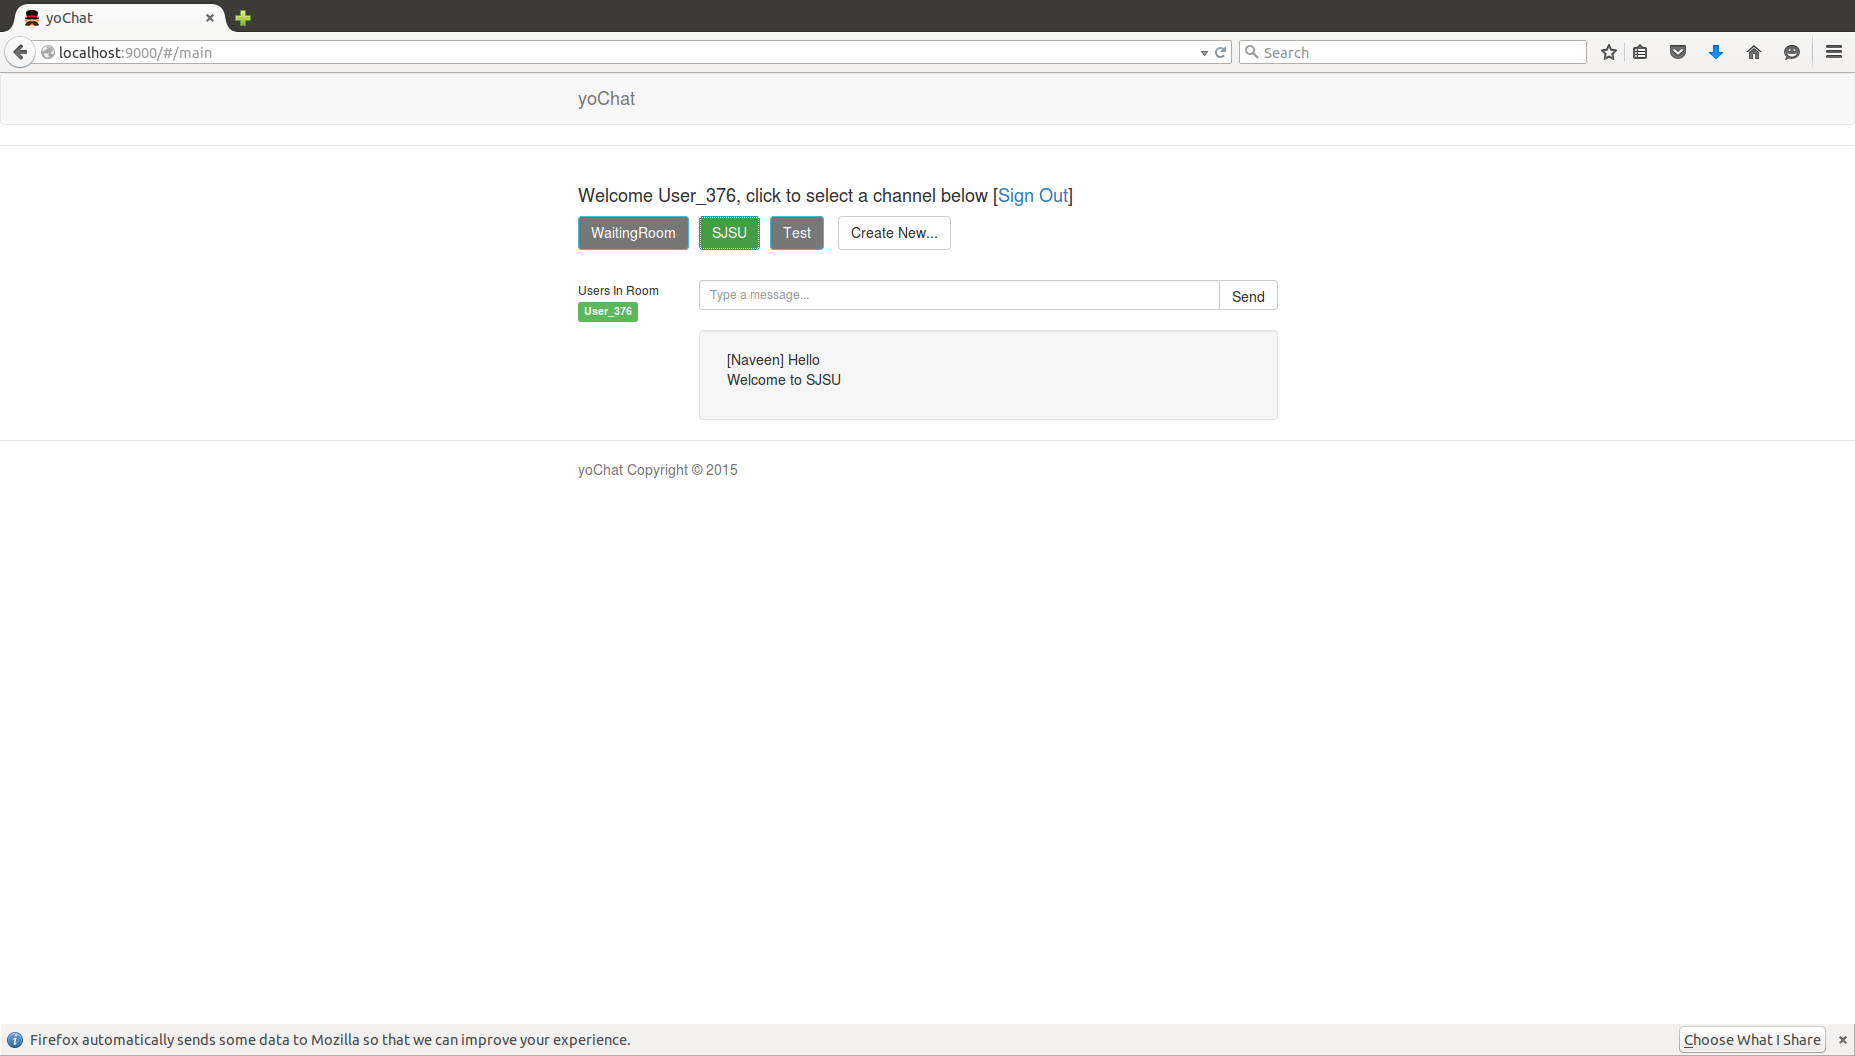 yoChat
localhost:9000/#/main
Search
yoChat
Welcome User_376, click to select a channel below [Sign Out]
WaitingRoom SJSU Test Create New...
Users In Room
User_376
Type a message... Send
[Naveen] Hello
Welcome to SJSU
yoChat Copyright © 2015
Firefox automatically sends some data to Mozilla so that we can improve your experience. Choose What I Share